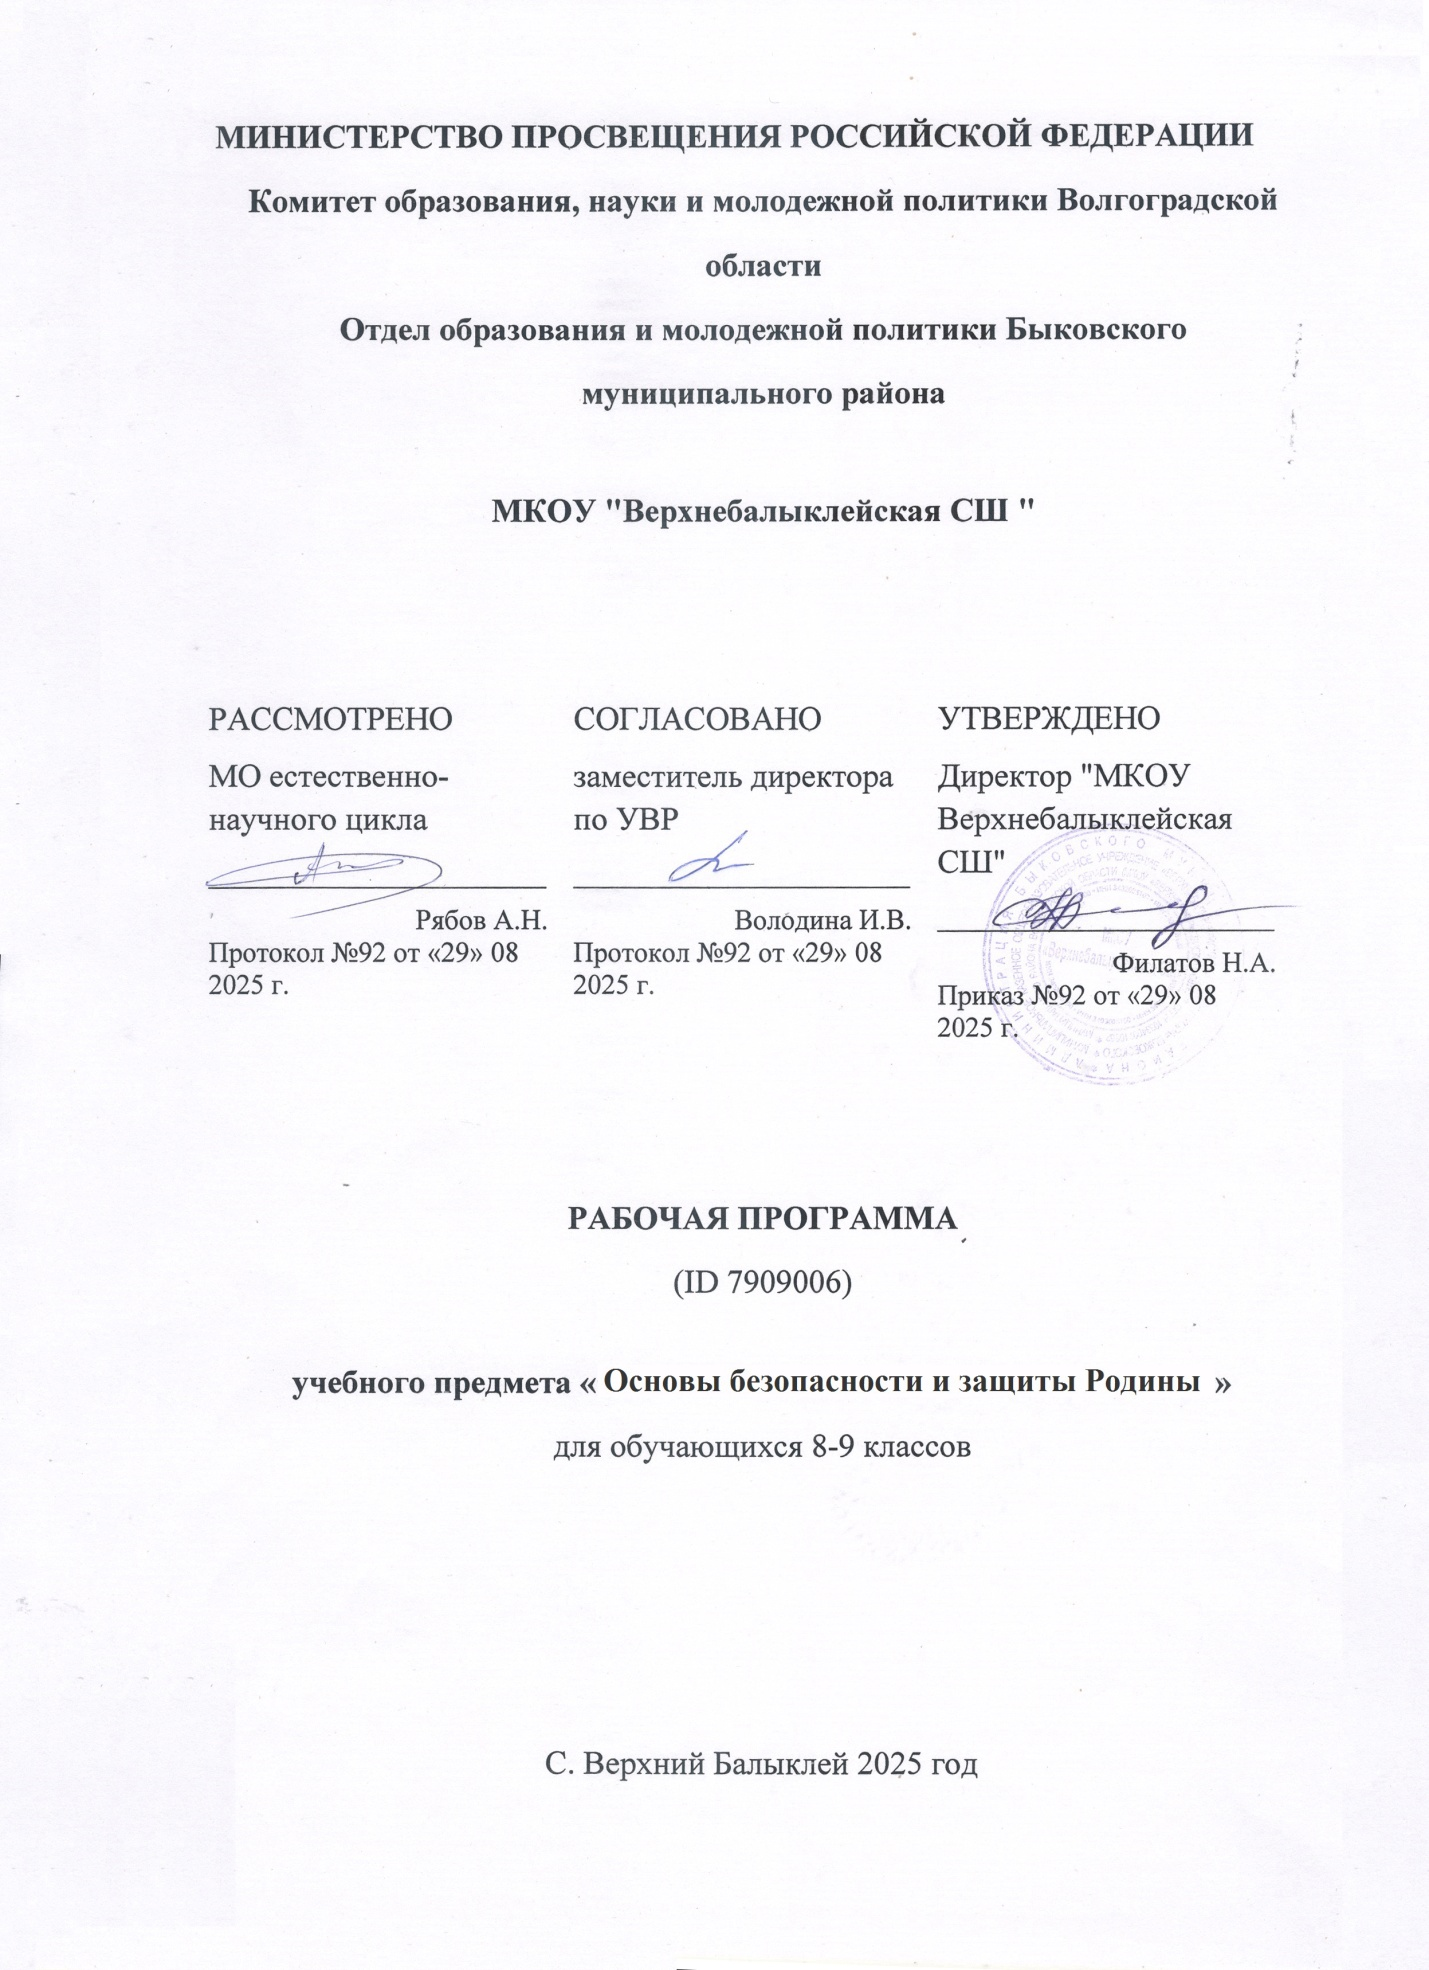 МИНИСТЕРСТВО ПРОСВЕЩЕНИЯ РОССИЙСКОЙ ФЕДЕРАЦИИ
Комитет образования, науки и молодежной политики Волгоградской
области
Отдел образования и молодежной политики Быковского
муниципального района
МКОУ "Верхнебалыклейская СШ "
РАССМОТРЕНО
МО естественно-
научного цикла
Рябов А.Н.
Протокол №92 от «29» 08
2025 г.
СОГЛАСОВАНО
заместитель директора
по УВР
Володина И.В.
Протокол №92 от «29» 08
2025 г.
УТВЕРЖДЕНО
Директор "МКОУ
Верхнебалыклейская
СШ"
Филатов Н.А.
Приказ №92 от «29» 08
2025 г.
РАБОЧАЯ ПРОГРАММА
(ID 7909006)
учебного предмета « Основы безопасности и защиты Родины »
для обучающихся 8-9 классов
С. Верхний Балыклей 2025 год